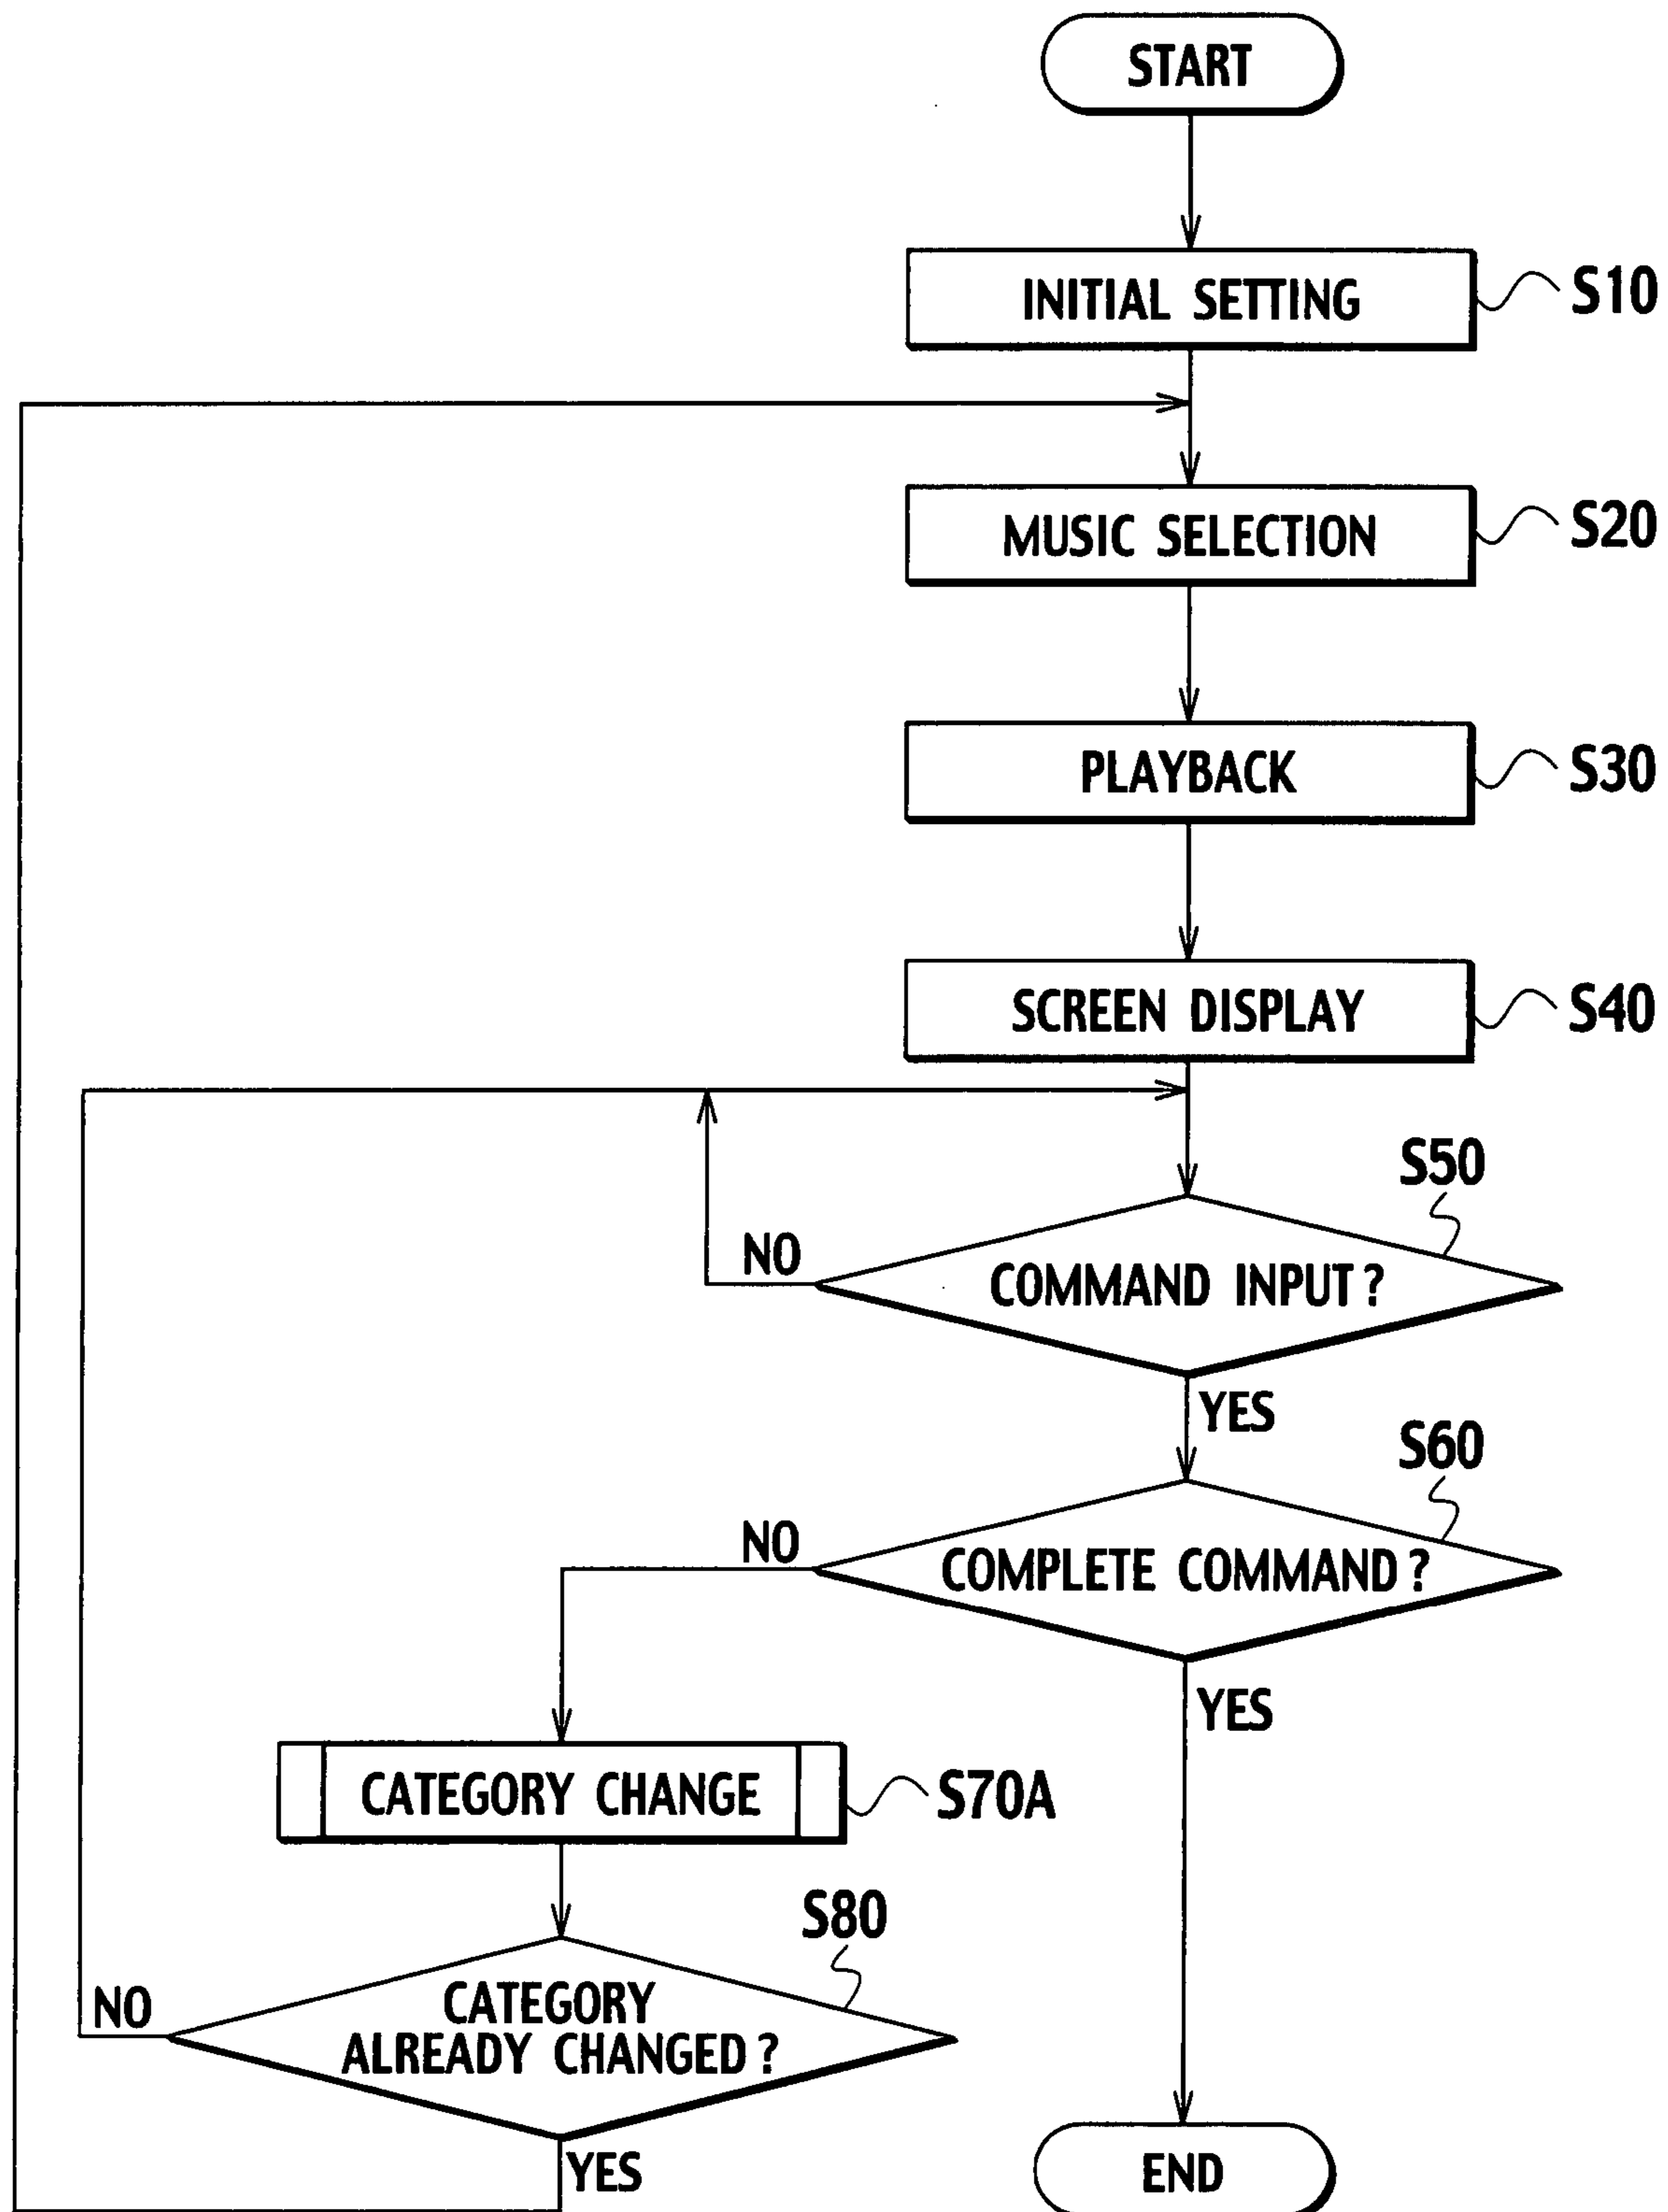 START
INITIAL SETTING
S10
MUSIC SELECTION
S20
PLAYBACK
S30
SCREEN DISPLAY
S40
S50
NO
COMMAND INPUT ?
YES
S60
NO
COMPLETE COMMAND ?
YES
CATEGORY CHANGE
S70A
S80
NO
CATEGORY
ALREADY CHANGED ?
YES
END